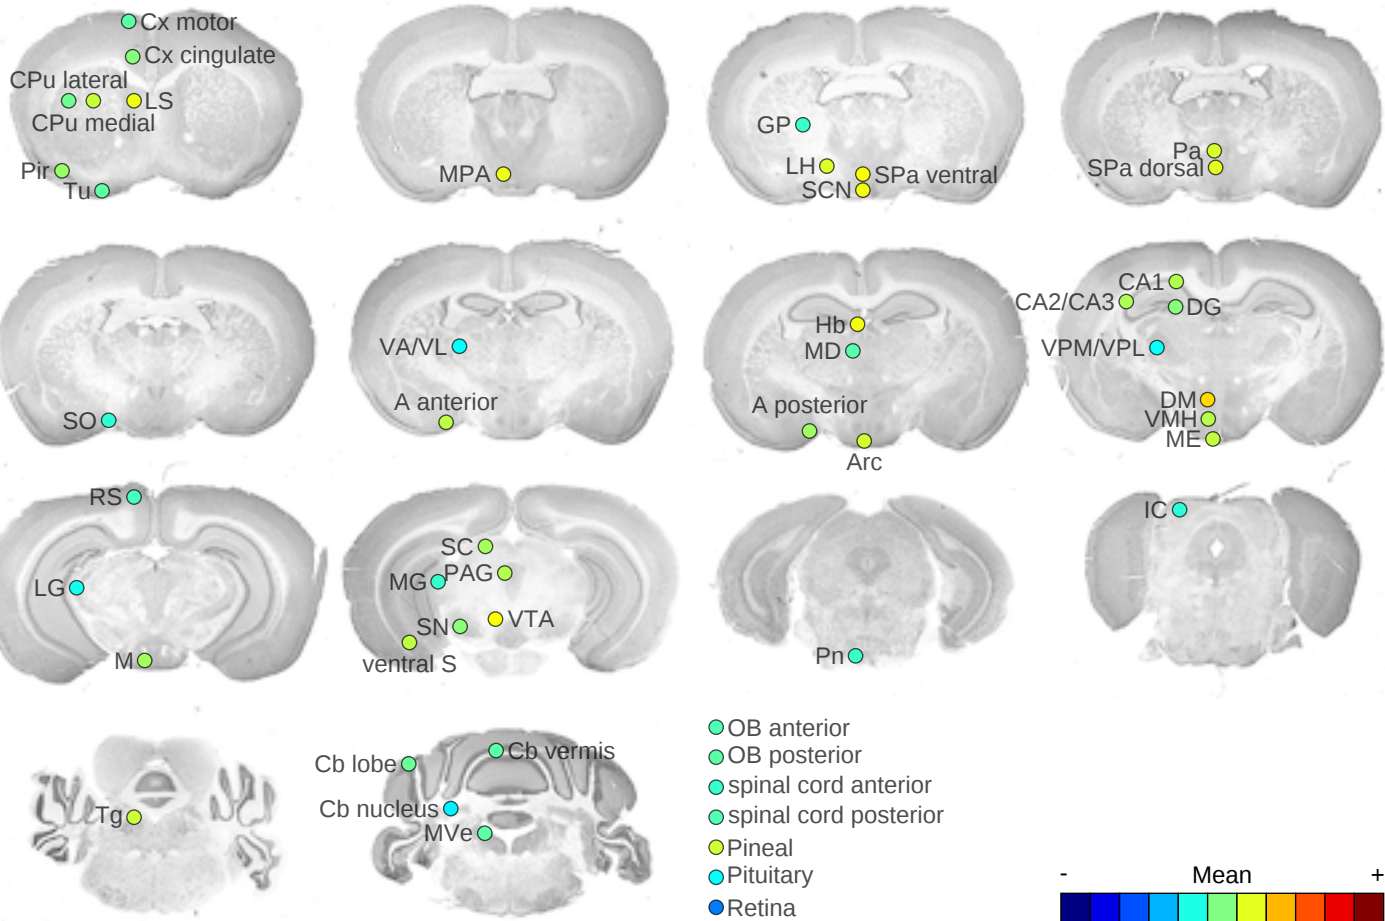 Cx motor
Cx cingulate
CPu lateral
LS
CPu medial
Pir
Tu
MPA
GP
LH
SPa ventral
SCN
Pa
SPa dorsal
SO
VA/VL
A anterior
Hb
MD
A posterior
Arc
CA1
CA2/CA3
DG
VPM/VPL
DM
VMH
ME
RS
LG
M
SC
MG
PAG
SN
VTA
ventral S
Pn
IC
Tg
Cb lobe
Cb vermis
Cb nucleus
MVe
OB anterior
OB posterior
spinal cord anterior
spinal cord posterior
Pineal
Pituitary
Retina
- Mean +